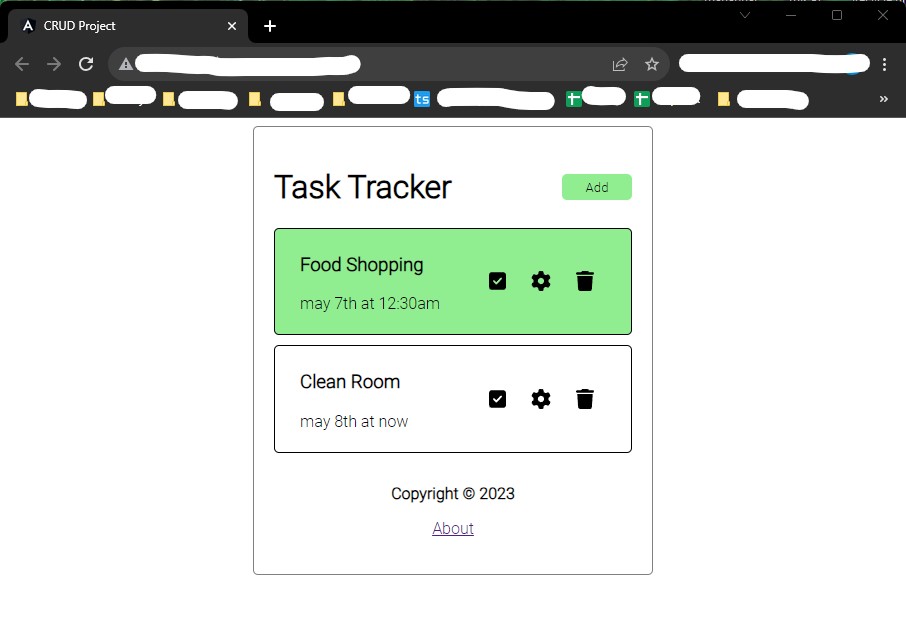 CRUD Project
ts
Task Tracker
Add
Food Shopping
may 7th at 12:30am
Clean Room
may 8th at now
Copyright © 2023
About